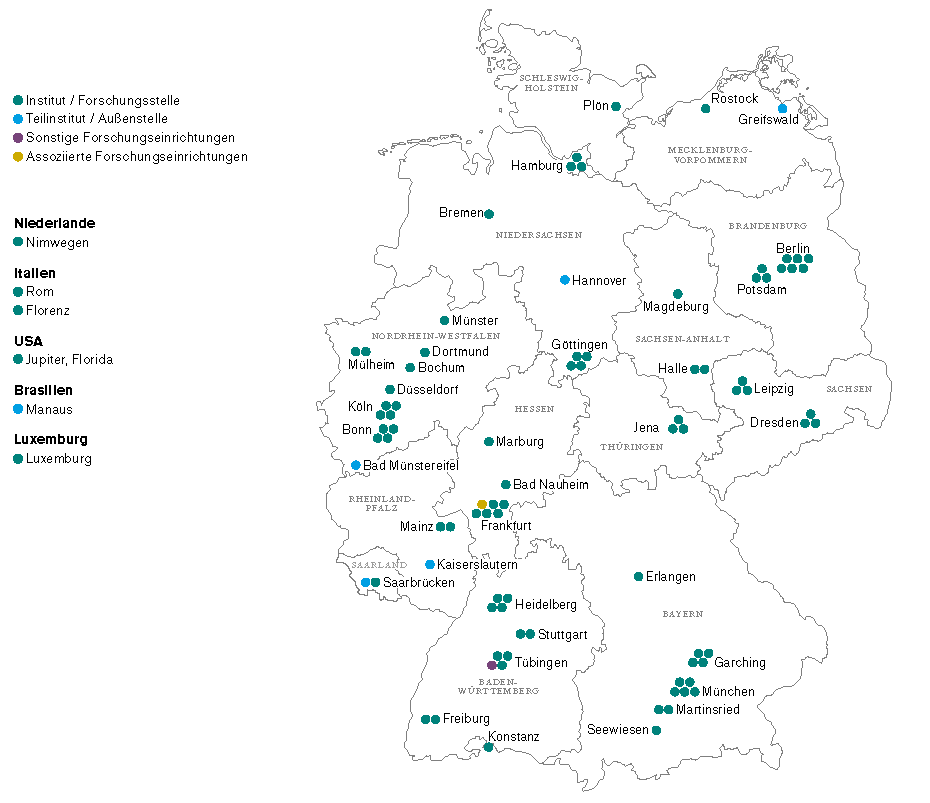 Institut / Forschungsstelle
Teilinstitut / Außenstelle
Sonstige Forschungseinrichtungen
Assoziierte Forschungseinrichtungen
Niederlande
Nimwegen
Italien
Rom
Florenz
USA
Jupiter, Florida
Brasilien
Manaus
Luxemburg
Luxemburg
SCHLESWIG-
HOLSTEIN
Plön
Rostock
Greifswald
Hamburg
MECKLENBURG-
VORPOMMERN
Bremen
NIEDERSACHSEN
BRANDENBURG
Berlin
Hannover
Potsdam
Magdeburg
Münster
NORDRHEIN-WESTFALEN
SACHSEN-ANHALT
Göttingen
Dortmund
Mülheim
Bochum
Halle
Düsseldorf
Leipzig
SACHSEN
Köln
HESSEN
Dresden
Bonn
Jena
Marburg
THÜRINGEN
Bad Münstereifel
Bad Nauheim
RHEINLAND-
PFALZ
Mainz
Frankfurt
SAARLAND
Kaiserslautern
Saarbrücken
Erlangen
Heidelberg
BAYERN
Stuttgart
Tübingen
Garching
BADEN-
WÜRTTEMBERG
München
Martinsried
Freiburg
Seewiesen
Konstanz